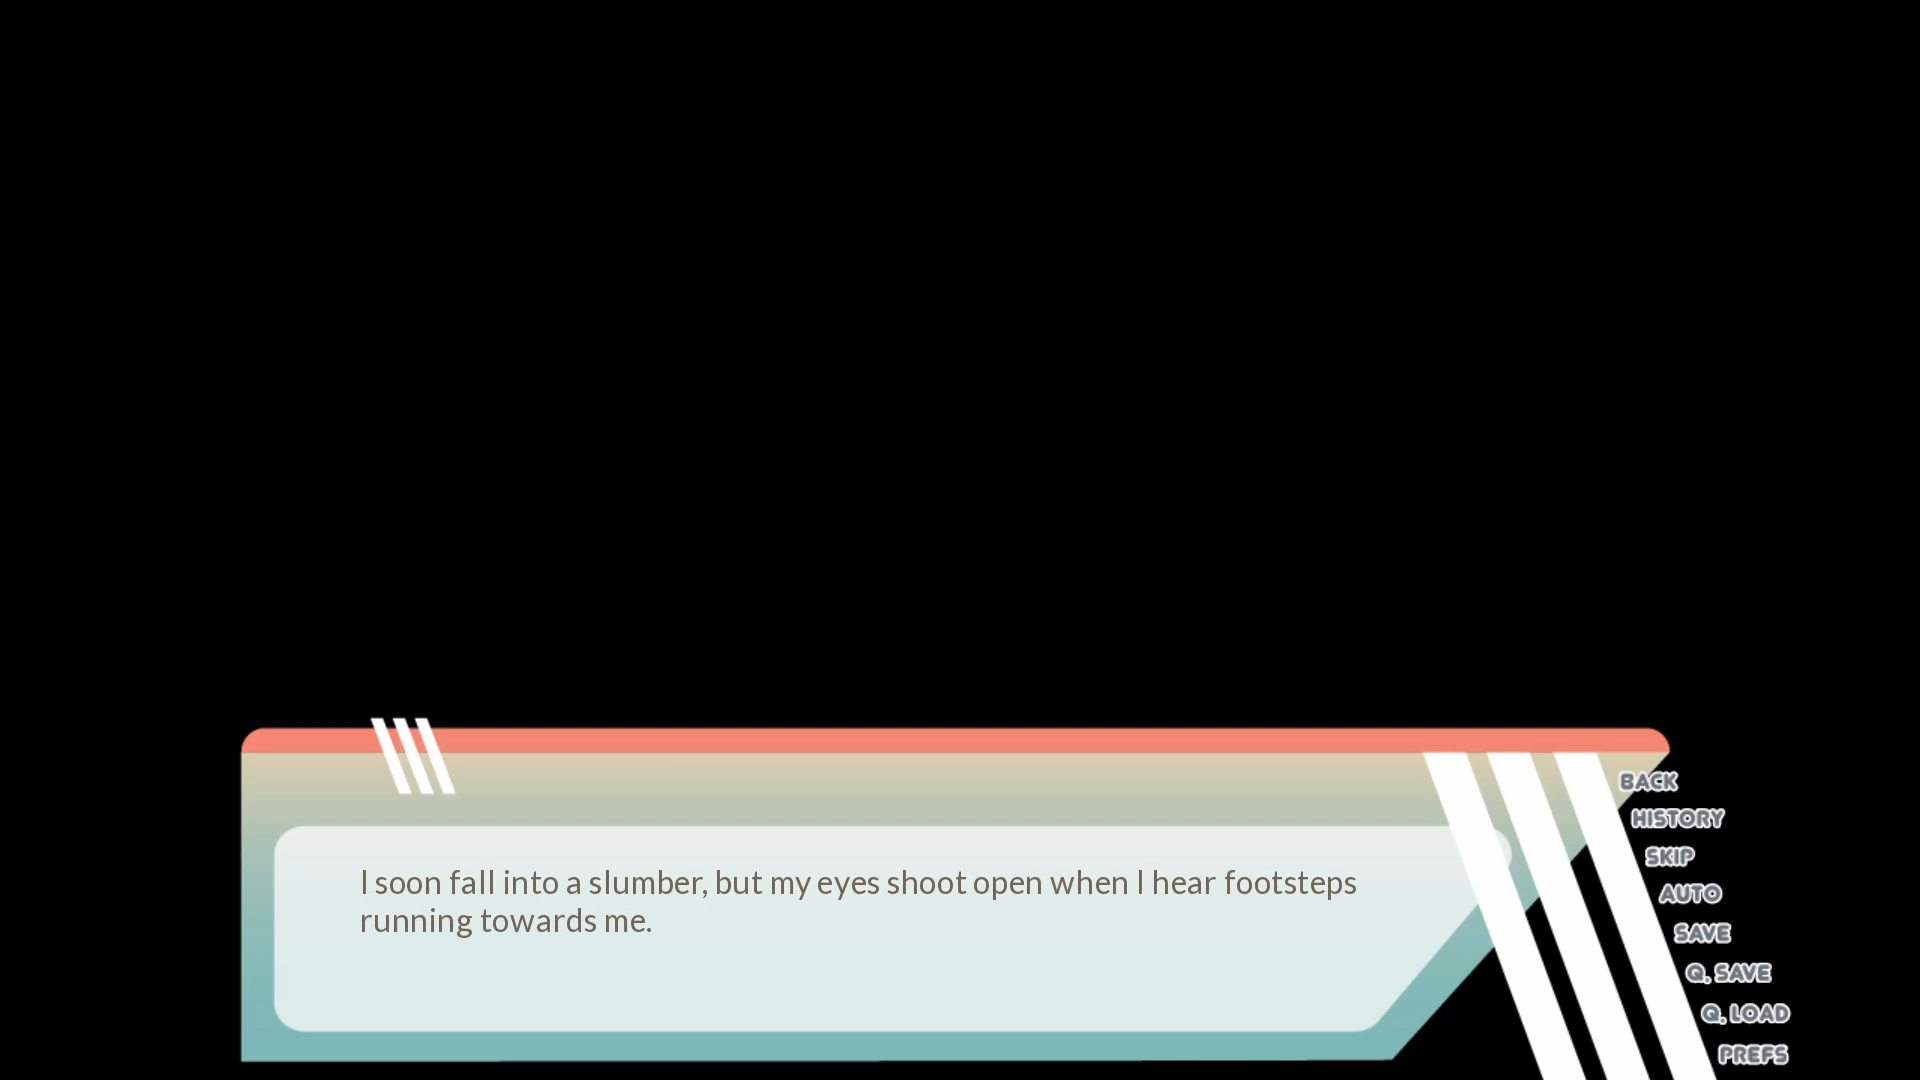 I soon fall into a slumber, but my eyes shoot open when I hear footsteps
running towards me.
BACK
HISTORY
SKIP
AUTO
SAVE
Q. SAVE
Q. LOAD
PREFS